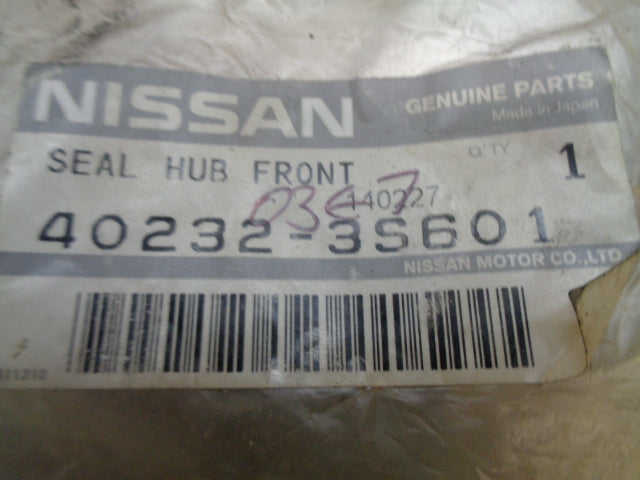 NISSAN
GENUINE PARTS
Made in Japan
SEAL HUB FRONT
Q'TY 1
140227
40232-3S601
NISSAN MOTOR CO.,LTD